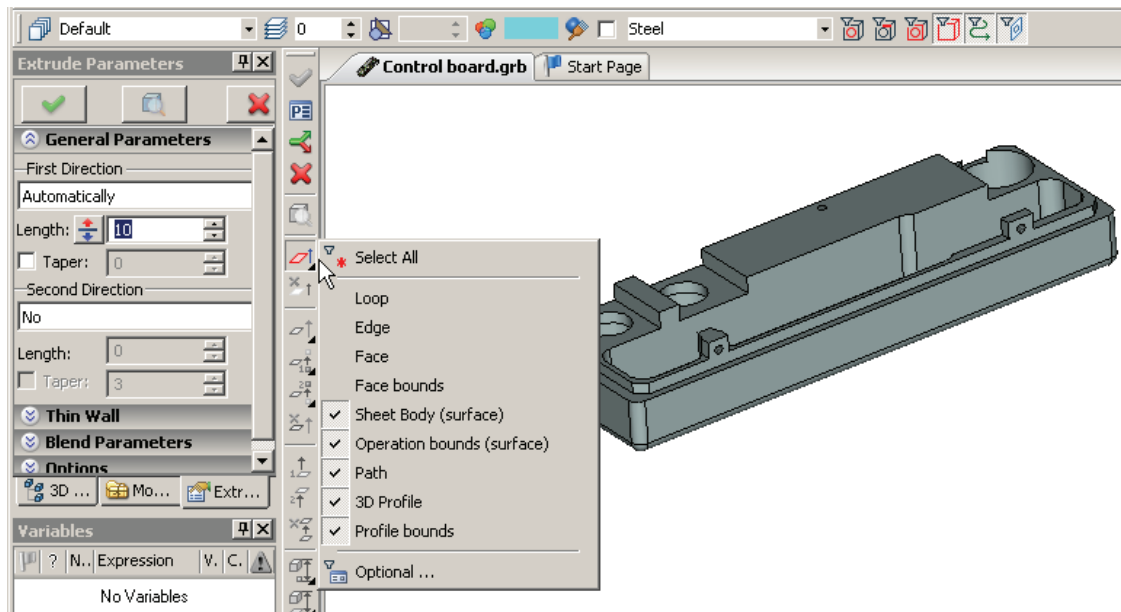 Default
0
Steel
Extrude Parameters
Control board.grb
Start Page
General Parameters
First Direction
Automatically
Length: 10
Taper: 0
Second Direction
No
Length: 0
Taper: 3
Thin Wall
Blend Parameters
Options
3D ...
Mo...
Extr...
Variables
? N.. Expression V. C.
No Variables
Select All
Loop
Edge
Face
Face bounds
Sheet Body (surface)
Operation bounds (surface)
Path
3D Profile
Profile bounds
Optional ...